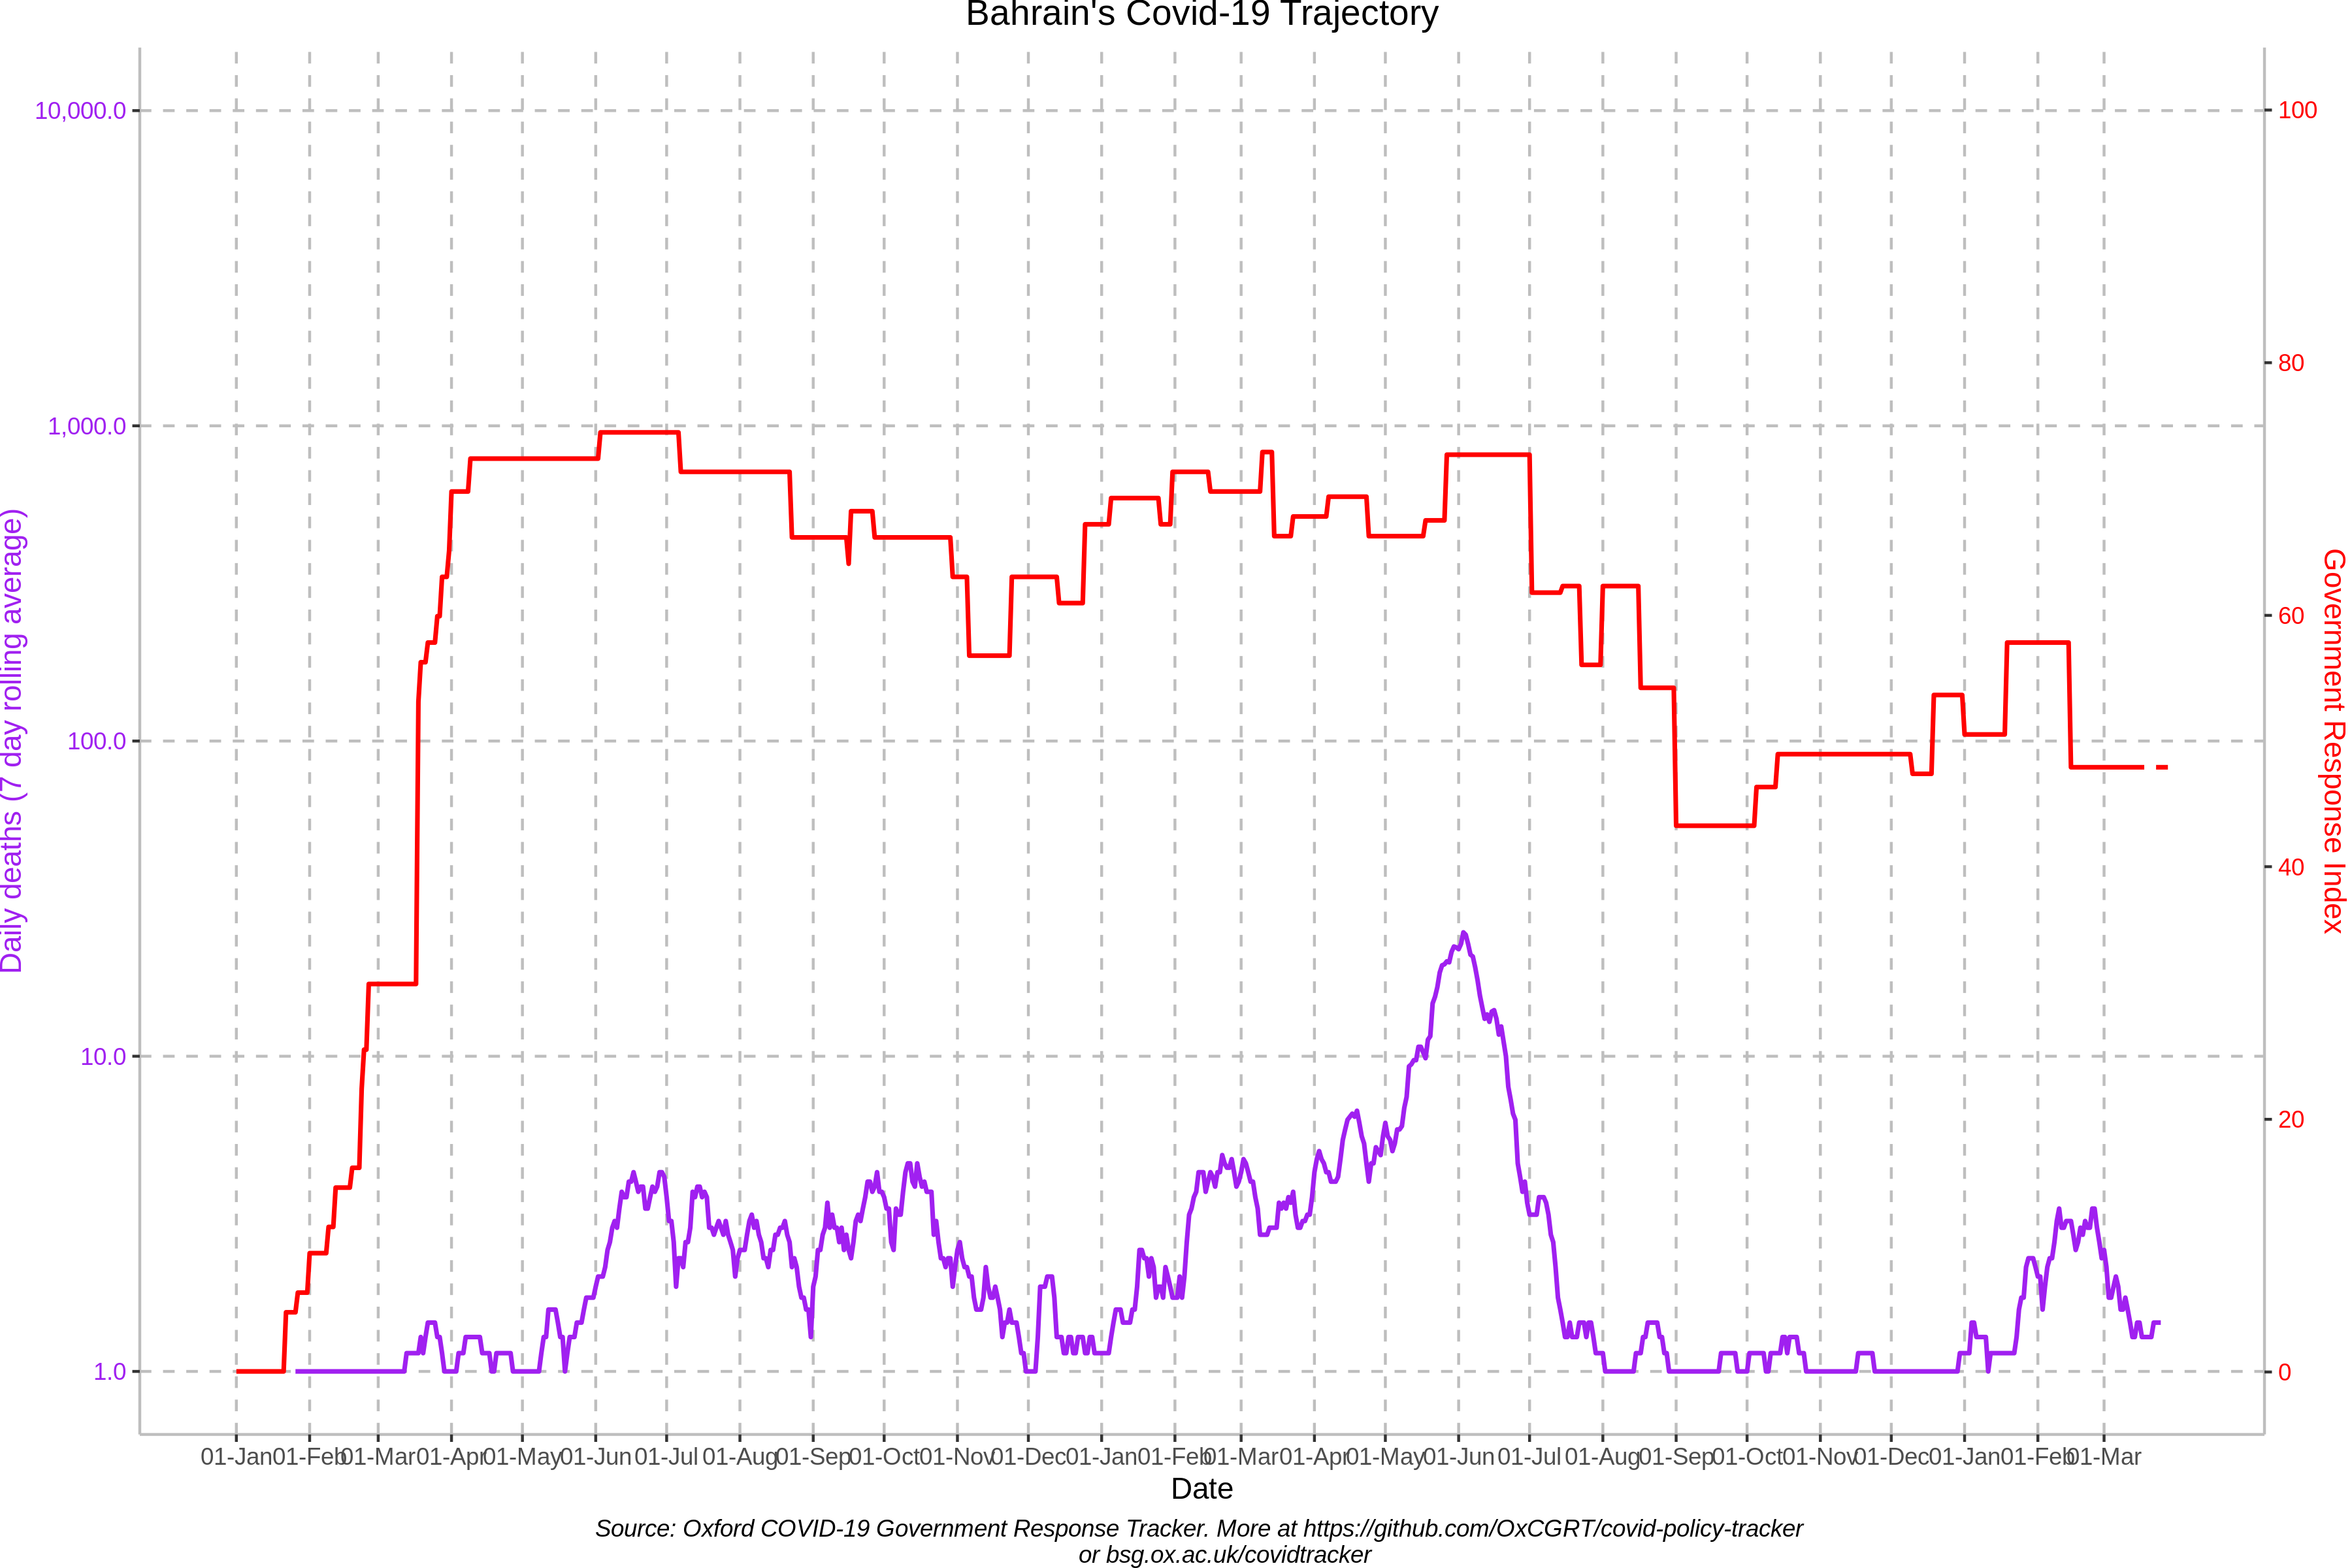 Bahrain's Covid-19 Trajectory
10,000.0
1,000.0
100.0
10.0
1.0
Daily deaths (7 day rolling average)
100
80
60
40
20
0
Government Response Index
01-Jan 01-Feb 01-Mar 01-Apr 01-May 01-Jun 01-Jul 01-Aug 01-Sep 01-Oct 01-Nov 01-Dec 01-Jan 01-Feb 01-Mar 01-Apr 01-May 01-Jun 01-Jul 01-Aug 01-Sep 01-Oct 01-Nov 01-Dec 01-Jan 01-Feb 01-Mar
Date
Source: Oxford COVID-19 Government Response Tracker. More at https://github.com/OxCGRT/covid-policy-tracker
or bsg.ox.ac.uk/covidtracker